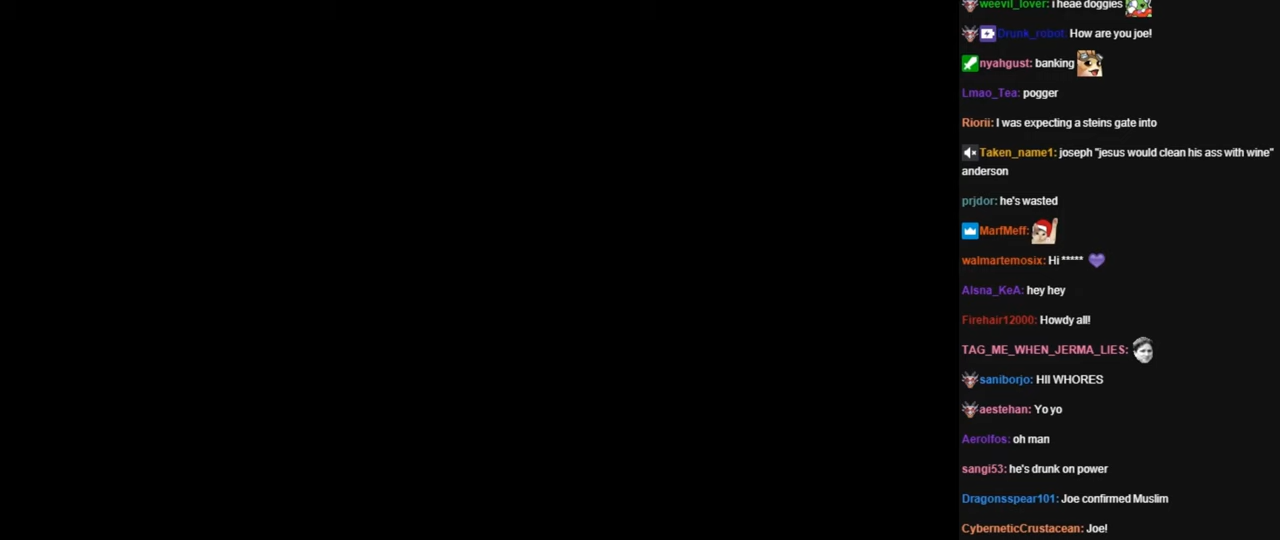 weevil_lover: i heae doggies
Drunk_robot: How are you joe!
nyahgust: banking
Lmao_Tea: pogger
Riorii: I was expecting a steins gate into
Taken_name1: joseph "jesus would clean his ass with wine"
anderson
prjdor: he's wasted
MarfMeff:
walmartemosix: Hi *****
Alsna_KeA: hey hey
Firehair12000: Howdy all!
TAG_ME_WHEN_JERMA_LIES:
saniborjo: HII WHORES
aestehan: Yo yo
Aerolfos: oh man
sangi53: he's drunk on power
Dragonsspear101: Joe confirmed Muslim
CyberneticCrustacean: Joe!